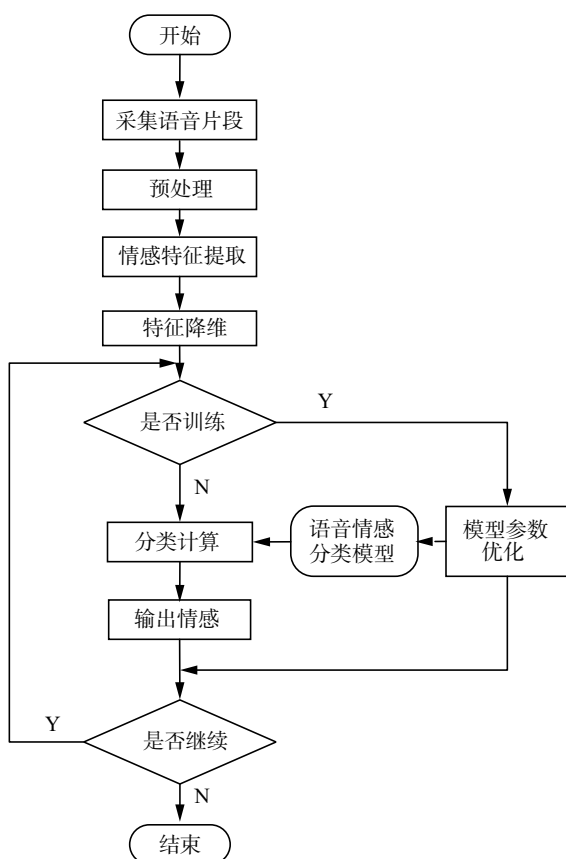 开始
采集语音片段
预处理
情感特征提取
特征降维
是否训练
Y
N
分类计算
语音情感
分类模型
模型参数
优化
输出情感
Y
是否继续
N
结束